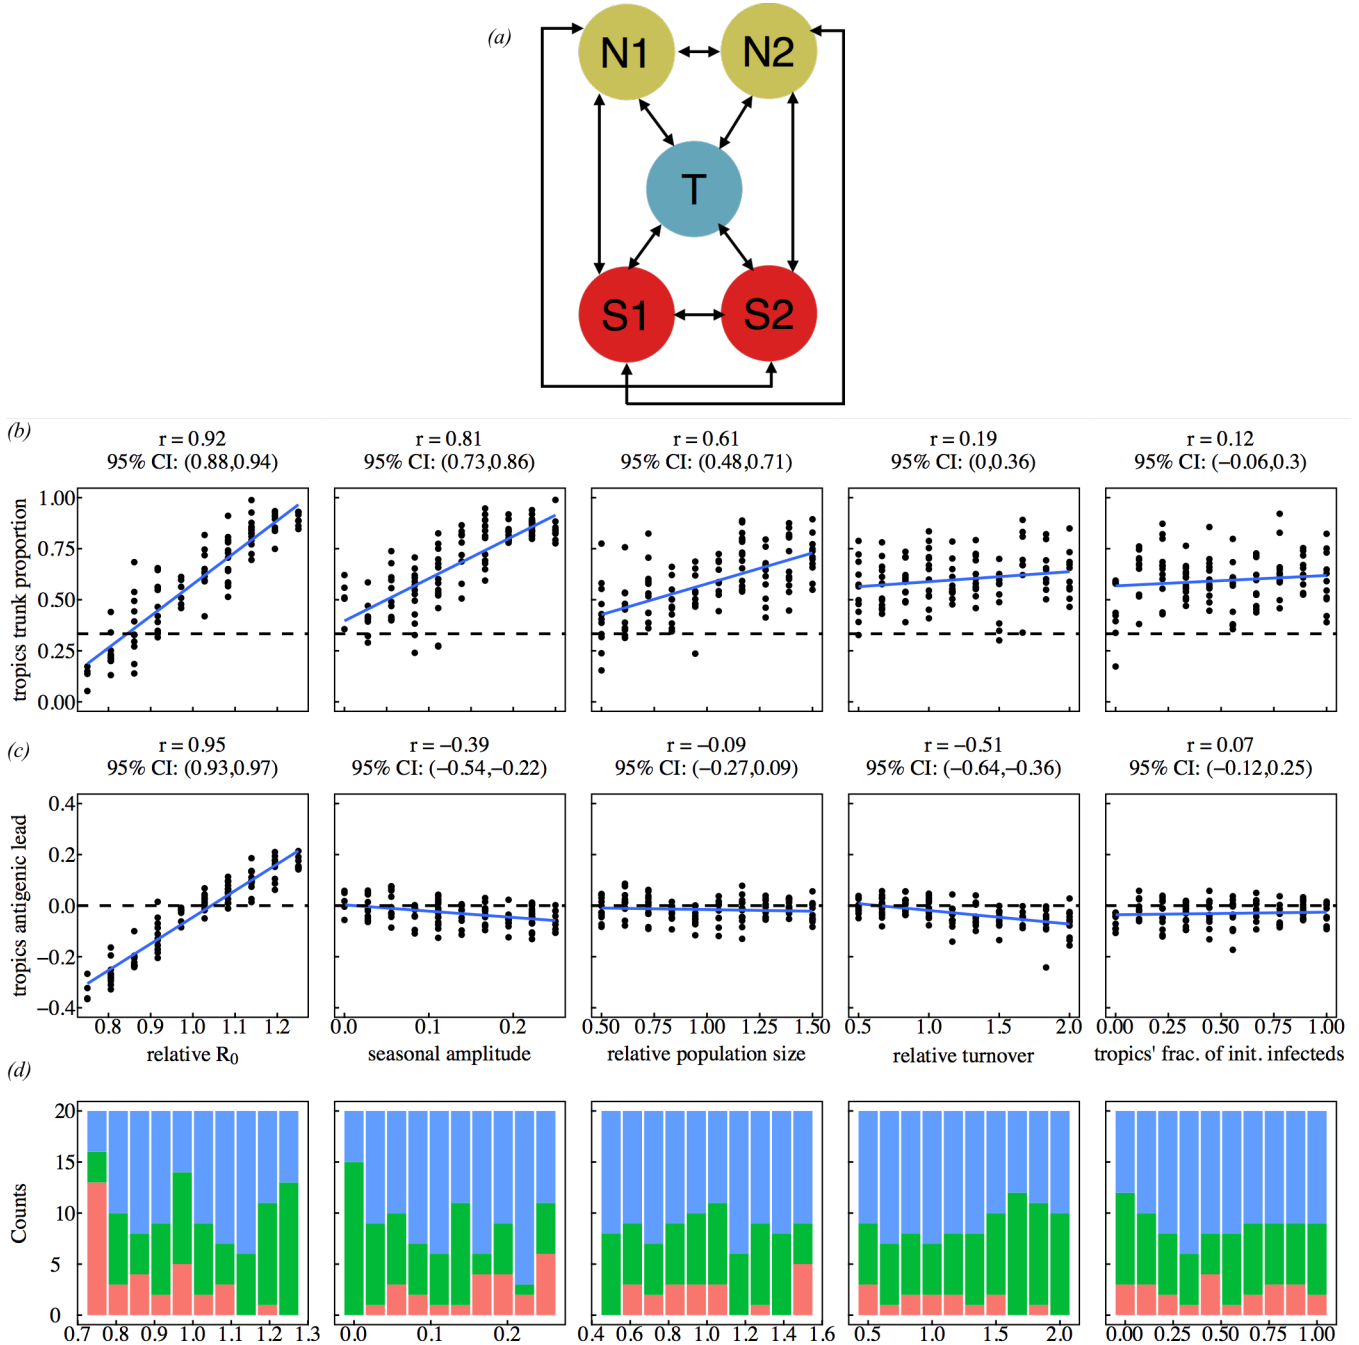 (a)
N1
N2
T
S1
S2
(b)
r = 0.92
95% CI: (0.88,0.94)
r = 0.81
95% CI: (0.73,0.86)
r = 0.61
95% CI: (0.48,0.71)
r = 0.19
95% CI: (0,0.36)
r = 0.12
95% CI: (−0.06,0.3)
tropics trunk proportion
1.00
0.75
0.50
0.25
0.00
(c)
r = 0.95
95% CI: (0.93,0.97)
r = −0.39
95% CI: (−0.54,−0.22)
r = −0.09
95% CI: (−0.27,0.09)
r = −0.51
95% CI: (−0.64,−0.36)
r = 0.07
95% CI: (−0.12,0.25)
tropics antigenic lead
0.4
0.2
0.0
−0.2
−0.4
0.8 0.9 1.0 1.1 1.2
relative R0
0.0 0.1 0.2
seasonal amplitude
0.50 0.75 1.00 1.25 1.50
relative population size
0.5 1.0 1.5 2.0
relative turnover
0.00 0.25 0.50 0.75 1.00
tropics' frac. of init. infecteds
(d)
Counts
20
15
10
5
0
0.7 0.8 0.9 1.0 1.1 1.2 1.3
0.0 0.1 0.2
0.4 0.6 0.8 1.0 1.2 1.4 1.6
0.5 1.0 1.5 2.0
0.00 0.25 0.50 0.75 1.00